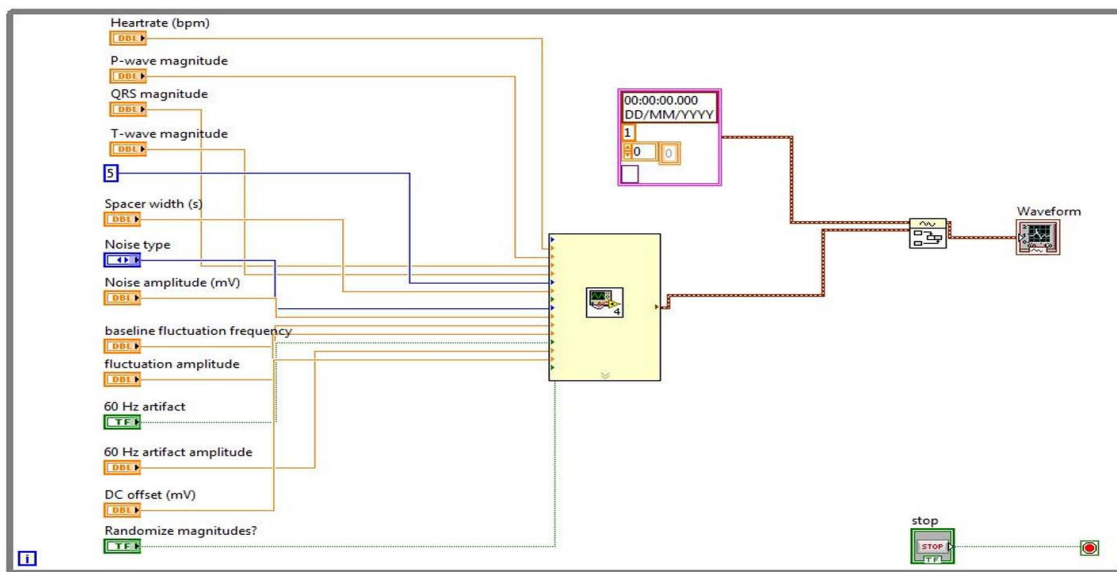 Heartrate (bpm)
DBL
P-wave magnitude
DBL
QRS magnitude
DBL
T-wave magnitude
DBL
5
Spacer width (s)
DBL
Noise type
Noise amplitude (mV)
DBL
baseline fluctuation frequency
DBL
fluctuation amplitude
DBL
60 Hz artifact
TF
60 Hz artifact amplitude
DBL
DC offset (mV)
DBL
Randomize magnitudes?
TF
i
4
00:00:00.000
DD/MM/YYYY
1
0 0
Waveform
stop
STOP
TF